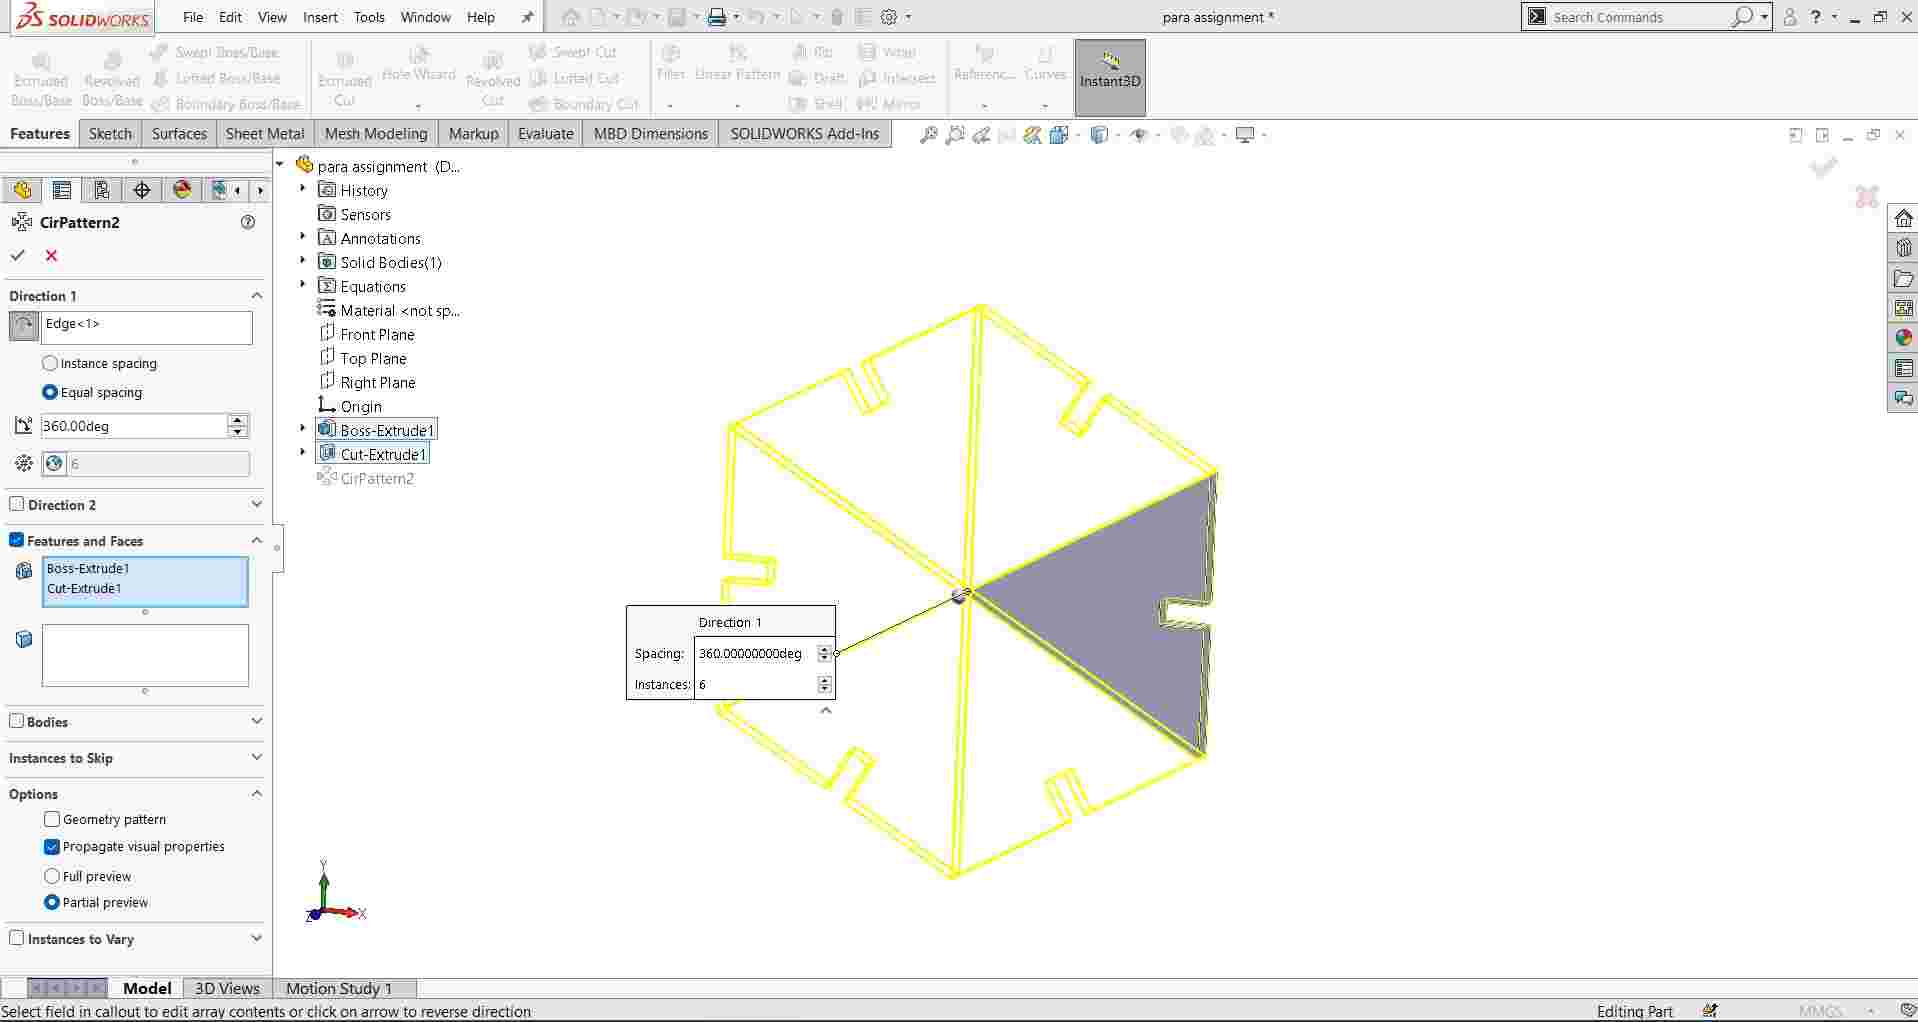 SOLIDWORKS
File Edit View Insert Tools Window Help
para assignment *
Search Commands
Extruded Boss/Base
Revolved Boss/Base
Swept Boss/Base
Lofted Boss/Base
Boundary Boss/Base
Extruded Cut
Hole Wizard
Revolved Cut
Swept Cut
Lofted Cut
Boundary Cut
Fillet
Linear Pattern
Rib
Draft
Shell
Wrap
Intersect
Mirror
Referenc...
Curves
Instant3D
Features Sketch Surfaces Sheet Metal Mesh Modeling Markup Evaluate MBD Dimensions SOLIDWORKS Add-Ins
CirPattern2
Direction 1
Edge<1>
Instance spacing
Equal spacing
360.00deg
6
Direction 2
Features and Faces
Boss-Extrude1
Cut-Extrude1
Bodies
Instances to Skip
Options
Geometry pattern
Propagate visual properties
Full preview
Partial preview
Instances to Vary
para assignment (D...
History
Sensors
Annotations
Solid Bodies(1)
Equations
Material <not sp...
Front Plane
Top Plane
Right Plane
Origin
Boss-Extrude1
Cut-Extrude1
CirPattern2
Direction 1
Spacing: 360.00000000deg
Instances: 6
Y
Z
X
Model 3D Views Motion Study 1
Select field in callout to edit array contents or click on arrow to reverse direction
Editing Part
MMGS